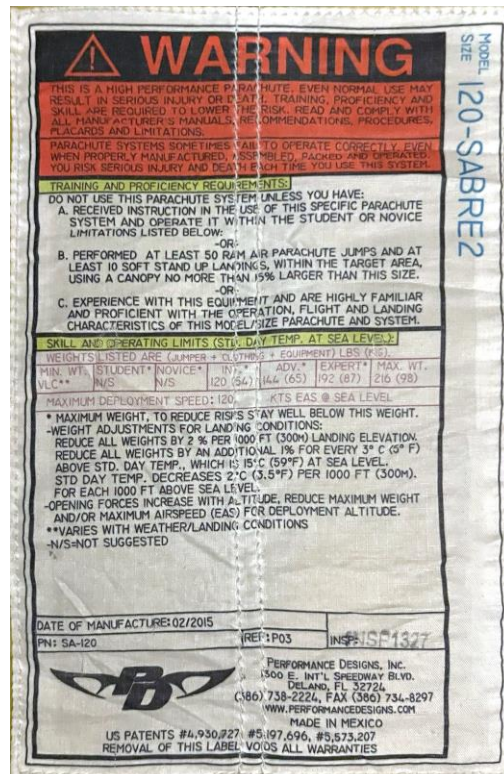 WARNING
THIS IS A HIGH PERFORMANCE PARACHUTE. EVEN NORMAL USE MAY
RESULT IN SERIOUS INJURY OR DEATH. TRAINING, PROFICIENCY AND
SKILL ARE REQUIRED TO LOWER THE RISK. READ AND COMPLY WITH
ALL MANUFACTURER'S MANUALS, RECOMMENDATIONS, PROCEDURES,
PLACARDS AND LIMITATIONS.
PARACHUTE SYSTEMS SOMETIMES FAIL TO OPERATE CORRECTLY, EVEN
WHEN PROPERLY MANUFACTURED, ASSEMBLED, PACKED AND OPERATED.
YOU RISK SERIOUS INJURY AND DEATH EACH TIME YOU USE THIS SYSTEM.
TRAINING AND PROFICIENCY REQUIREMENTS:
DO NOT USE THIS PARACHUTE SYSTEM UNLESS YOU HAVE:
A. RECEIVED INSTRUCTION IN THE USE OF THIS SPECIFIC PARACHUTE
SYSTEM AND OPERATE IT WITHIN THE STUDENT OR NOVICE
LIMITATIONS LISTED BELOW:
-OR-
B. PERFORMED AT LEAST 50 RAM AIR PARACHUTE JUMPS AND AT
LEAST 10 SOFT STAND UP LANDINGS, WITHIN THE TARGET AREA,
USING A CANOPY NO MORE THAN 15% LARGER THAN THIS SIZE.
-OR-
C. EXPERIENCE WITH THIS EQUIPMENT AND ARE HIGHLY FAMILIAR
AND PROFICIENT WITH THE OPERATION, FLIGHT AND LANDING
CHARACTERISTICS OF THIS MODEL/SIZE PARACHUTE AND SYSTEM.
SKILL AND OPERATING LIMITS (STD. DAY TEMP. AT SEA LEVEL):
WEIGHTS LISTED ARE (JUMPER + CLOTHING + EQUIPMENT) LBS (KGS).
MIN. WT. STUDENT* NOVICE* INT.* ADV.* EXPERT* MAX. WT.
VLC** N/S N/S 120 (54) 144 (65) 192 (87) 216 (98)
MAXIMUM DEPLOYMENT SPEED: 120 KTS EAS @ SEA LEVEL
* MAXIMUM WEIGHT, TO REDUCE RISKS STAY WELL BELOW THIS WEIGHT.
-WEIGHT ADJUSTMENTS FOR LANDING CONDITIONS:
REDUCE ALL WEIGHTS BY 2 % PER 1000 FT (300M) LANDING ELEVATION.
REDUCE ALL WEIGHTS BY AN ADDITIONAL 1% FOR EVERY 3° C (5° F)
ABOVE STD. DAY TEMP., WHICH IS 15°C (59°F) AT SEA LEVEL.
STD DAY TEMP. DECREASES 2°C (3.5°F) PER 1000 FT (300M).
FOR EACH 1000 FT ABOVE SEA LEVEL
-OPENING FORCES INCREASE WITH ALTITUDE, REDUCE MAXIMUM WEIGHT
AND/OR MAXIMUM AIRSPEED (EAS) FOR DEPLOYMENT ALTITUDE.
**VARIES WITH WEATHER/LANDING CONDITIONS
-N/S=NOT SUGGESTED
DATE OF MANUFACTURE: 02/2015
PN: SA-120 REF: P03 INSP: INSP1327
PD
PERFORMANCE DESIGNS, INC.
1300 E. INT'L SPEEDWAY BLVD.
DELAND, FL 32724
(386) 738-2224, FAX (386) 734-8297
WWW.PERFORMANCEDESIGNS.COM
MADE IN MEXICO
US PATENTS #4,930,727 #5,197,696, #5,573,207
REMOVAL OF THIS LABEL VOIDS ALL WARRANTIES
MODEL
SIZE 120-SABRE2